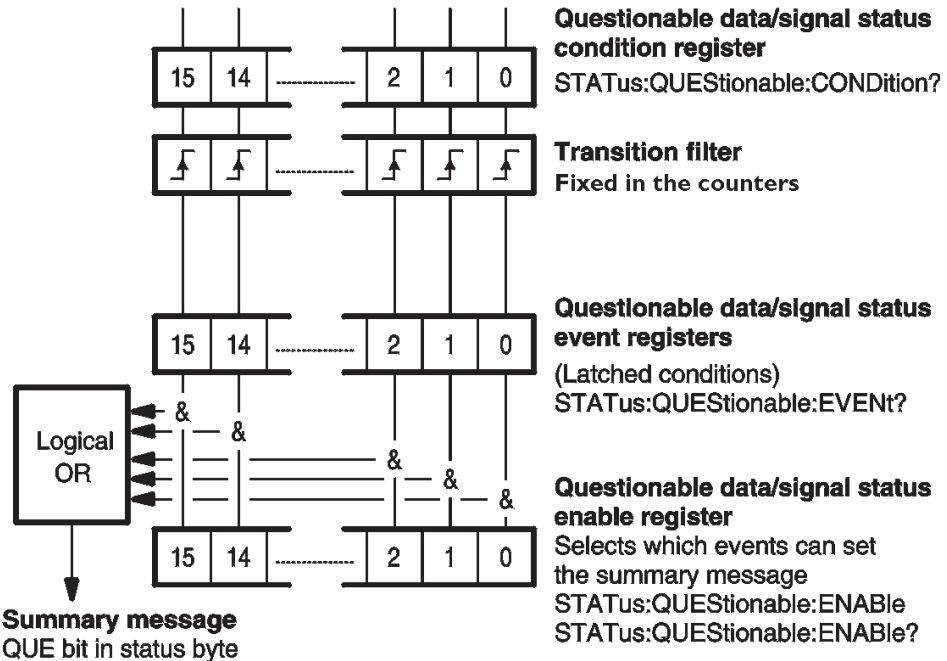 Questionable data/signal status
condition register
STATus:QUEStionable:CONDition?
15 14 2 1 0
Transition filter
Fixed in the counters
Questionable data/signal status
event registers
15 14 2 1 0
(Latched conditions)
STATus:QUEStionable:EVENt?
&
&
&
&
&
Logical
OR
Questionable data/signal status
enable register
Selects which events can set
the summary message
STATus:QUEStionable:ENABle
STATus:QUEStionable:ENABle?
15 14 2 1 0
Summary message
QUE bit in status byte